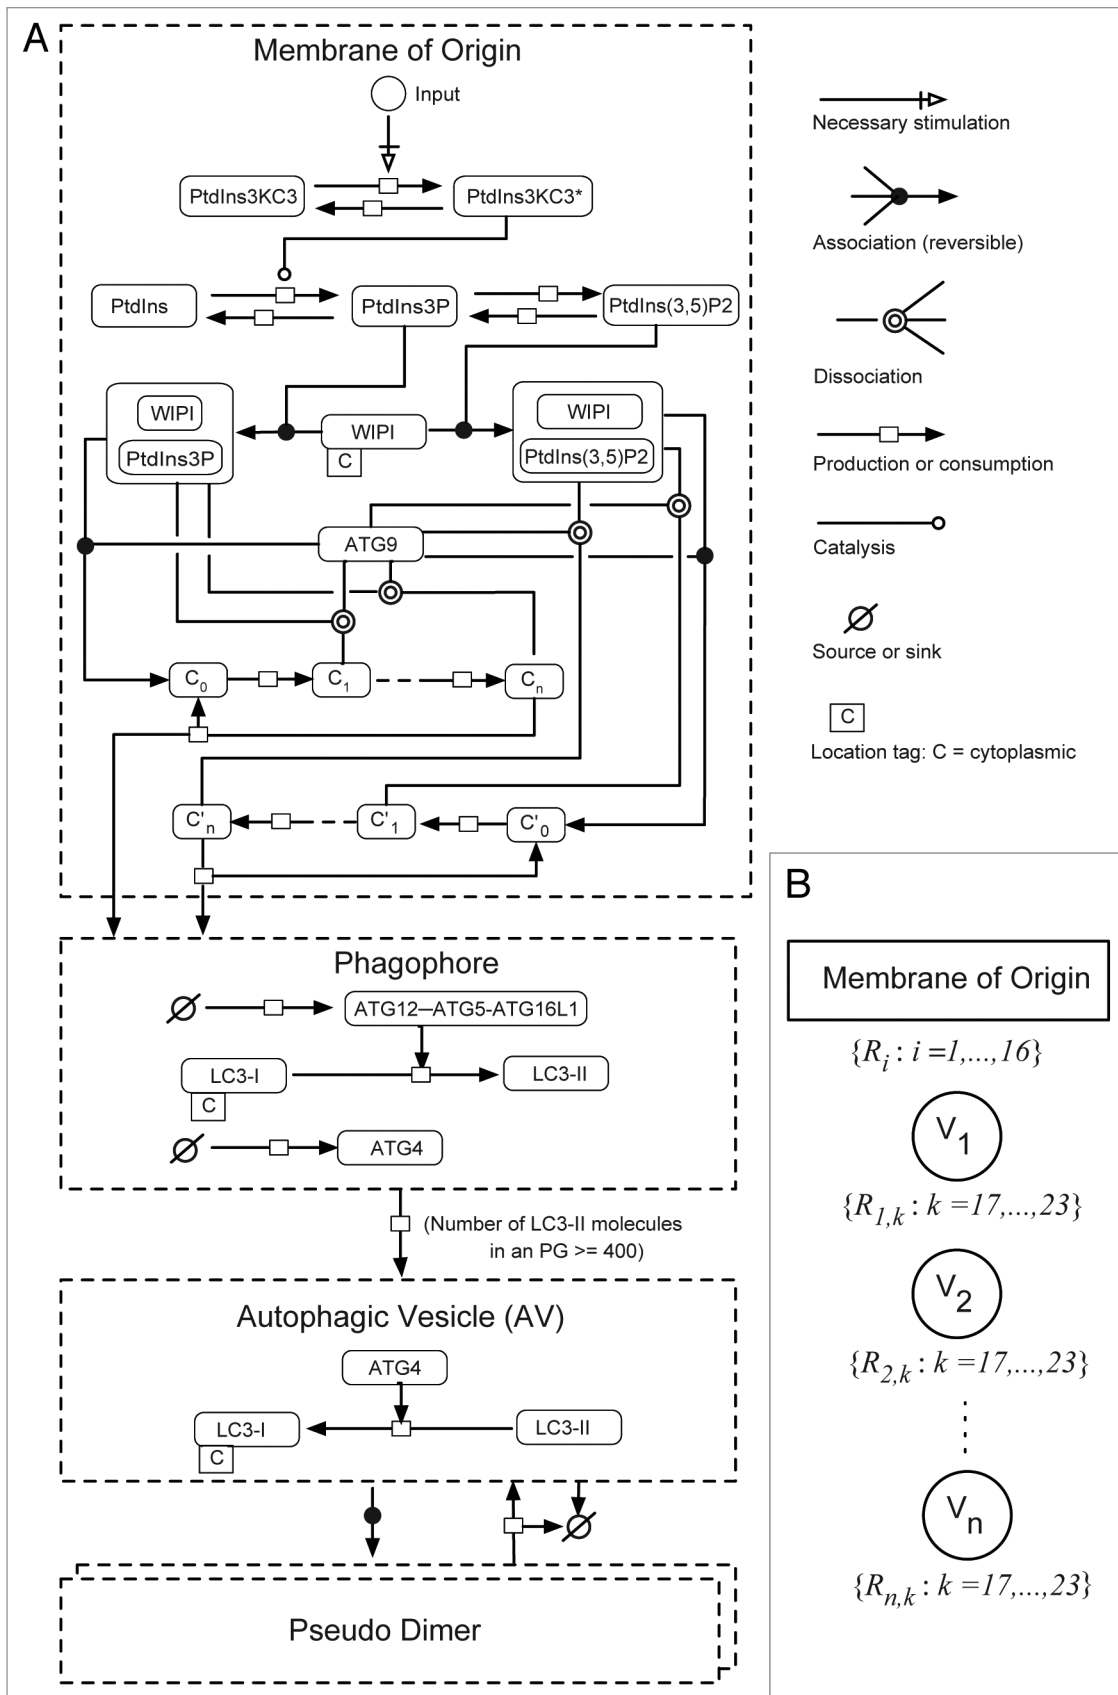 A
Membrane of Origin
Input
PtdIns3KC3
PtdIns3KC3*
PtdIns
PtdIns3P
PtdIns(3,5)P2
WIPI
PtdIns3P
WIPI
C
WIPI
PtdIns(3,5)P2
ATG9
C0
C1
Cn
C'n
C'1
C'0
Phagophore
ATG12—ATG5-ATG16L1
LC3-I
C
LC3-II
ATG4
(Number of LC3-II molecules
in an PG >= 400)
Autophagic Vesicle (AV)
ATG4
LC3-I
C
LC3-II
Pseudo Dimer
Necessary stimulation
Association (reversible)
Dissociation
Production or consumption
Catalysis
Source or sink
C
Location tag: C = cytoplasmic
B
Membrane of Origin
{Ri : i =1,...,16}
V1
{R1,k : k =17,...,23}
V2
{R2,k : k =17,...,23}
Vn
{Rn,k : k =17,...,23}